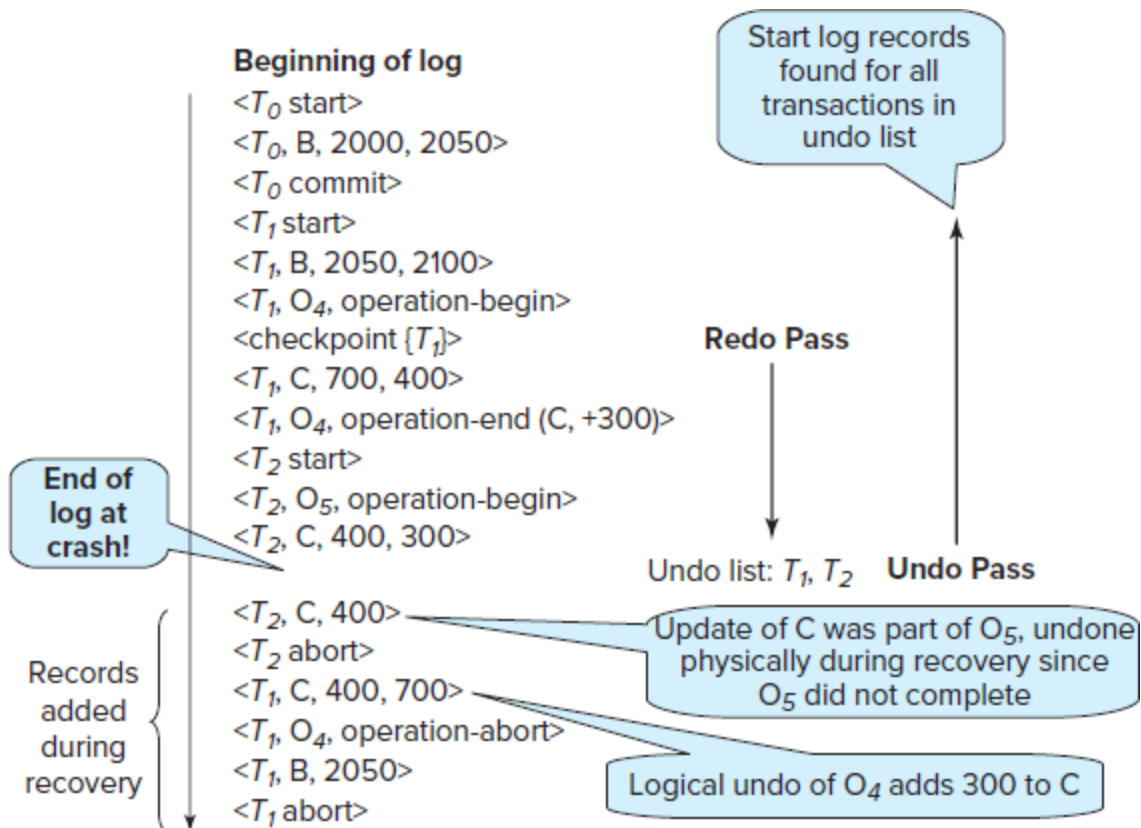 Beginning of log
<T0 start>
<T0, B, 2000, 2050>
<T0 commit>
<T1 start>
<T1, B, 2050, 2100>
<T1, O4, operation-begin>
<checkpoint {T1}>
<T1, C, 700, 400>
<T1, O4, operation-end (C, +300)>
<T2 start>
<T2, O5, operation-begin>
<T2, C, 400, 300>
End of
log at
crash!
Start log records
found for all
transactions in
undo list
Redo Pass
Undo list: T1, T2
Undo Pass
Records
added
during
recovery
<T2, C, 400>
<T2 abort>
<T1, C, 400, 700>
<T1, O4, operation-abort>
<T1, B, 2050>
<T1 abort>
Update of C was part of O5, undone
physically during recovery since
O5 did not complete
Logical undo of O4 adds 300 to C